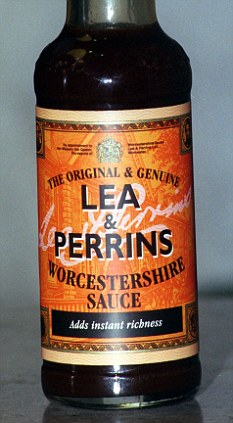 THE ORIGINAL & GENUINE
LEA
&
PERRINS
WORCESTERSHIRE
SAUCE
Adds instant richness